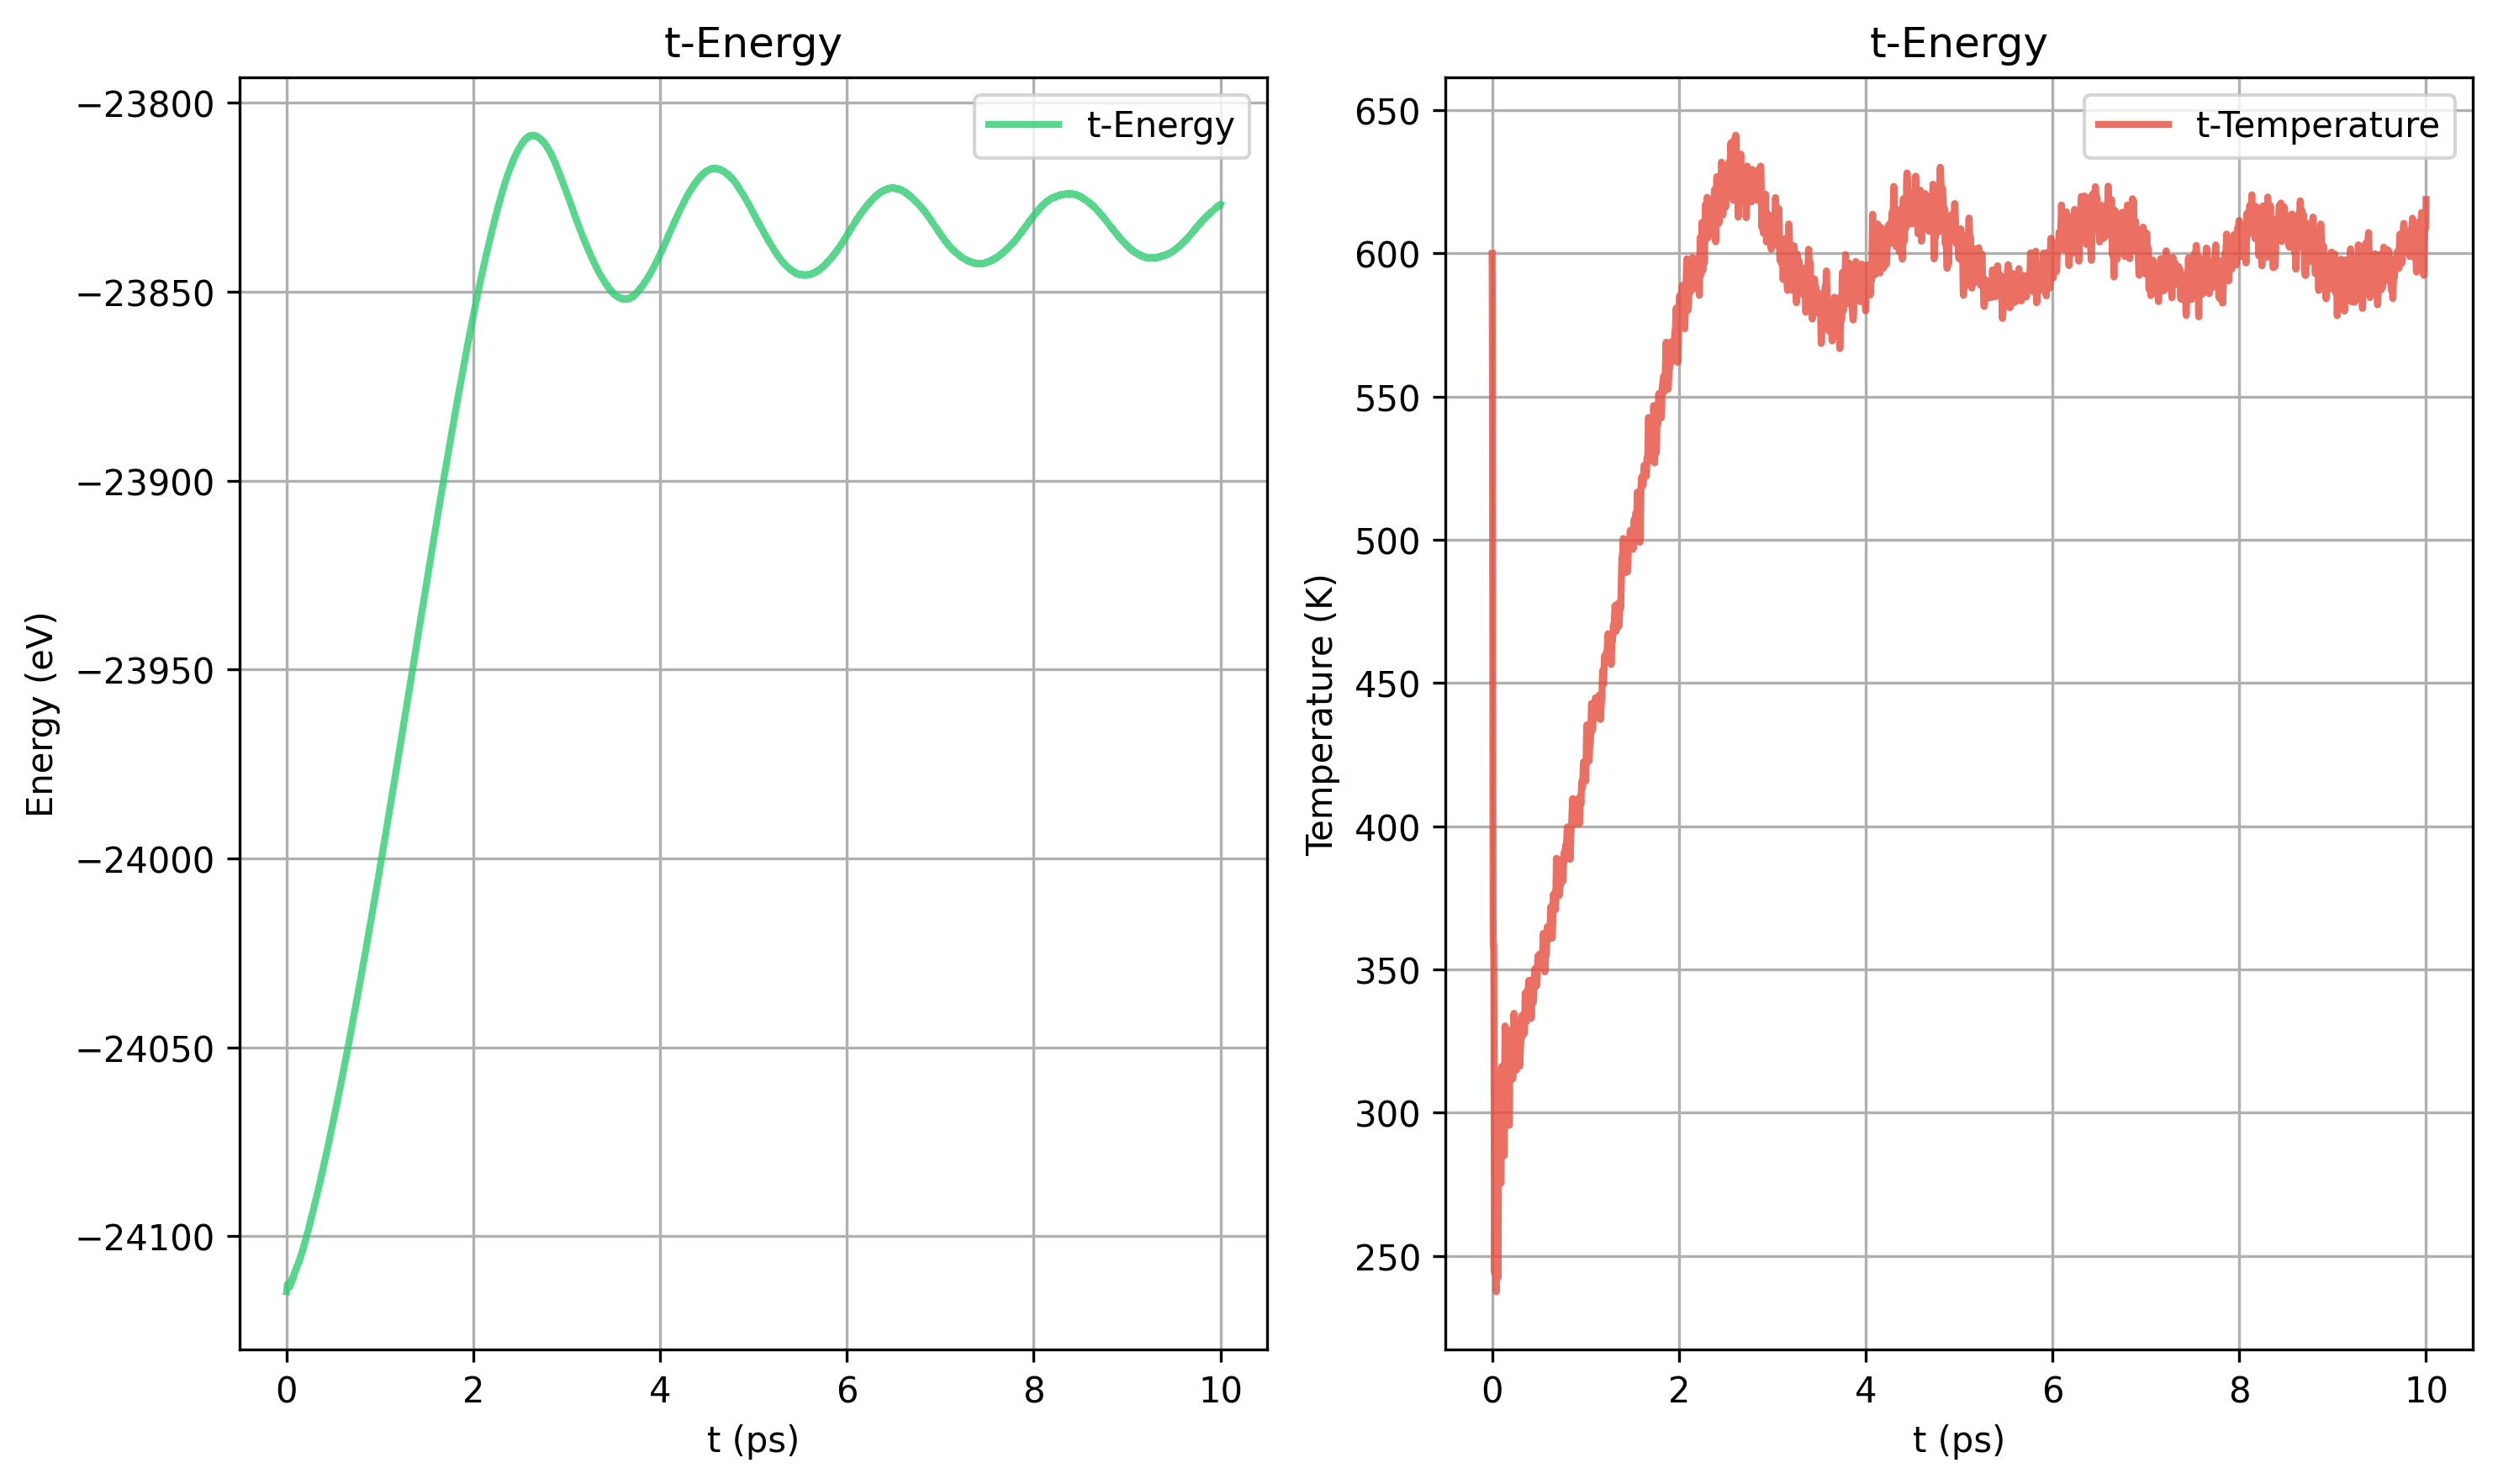 t-Energy
t-Energy
−23800
−23850
−23900
−23950
−24000
−24050
−24100
Energy (eV)
0 2 4 6 8 10
t (ps)
t-Energy
t-Temperature
650
600
550
500
450
400
350
300
250
Temperature (K)
0 2 4 6 8 10
t (ps)